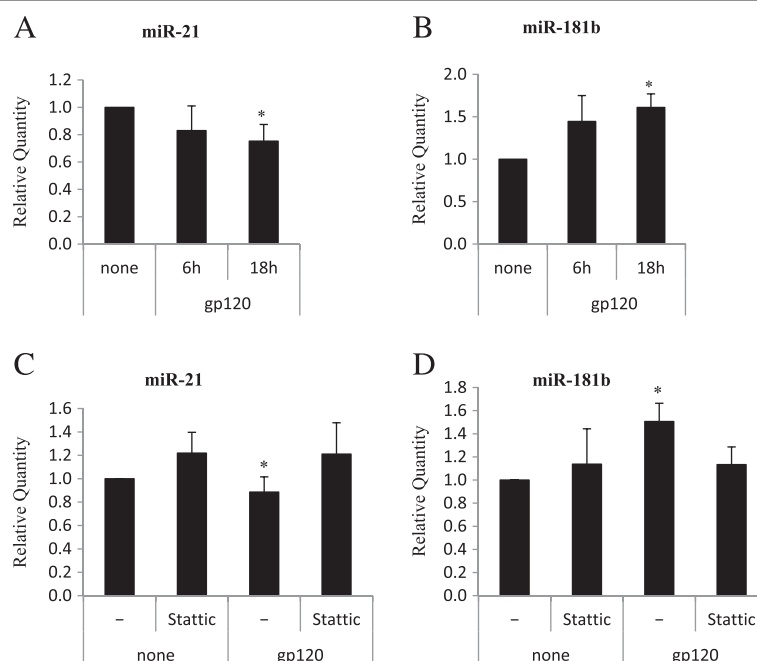 A
miR-21
Relative Quantity
1.2
1.0
0.8
0.6
0.4
0.2
0.0
*
none
6h
18h
gp120
B
miR-181b
Relative Quantity
2.0
1.5
1.0
0.5
0.0
*
none
6h
18h
gp120
C
miR-21
Relative Quantity
1.6
1.4
1.2
1.0
0.8
0.6
0.4
0.2
0.0
*
–
Stattic
–
Stattic
none
gp120
D
miR-181b
Relative Quantity
1.8
1.6
1.4
1.2
1.0
0.8
0.6
0.4
0.2
0.0
*
–
Stattic
–
Stattic
none
gp120